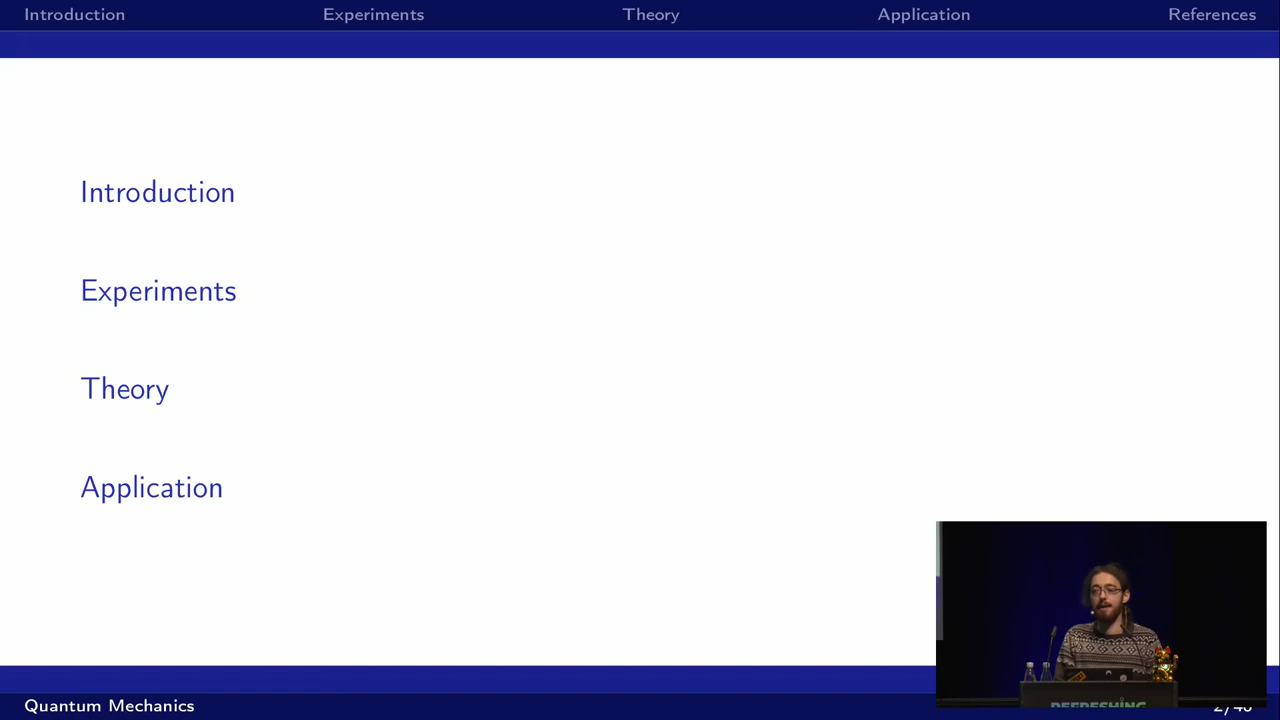 Introduction Experiments Theory Application References
Introduction
Experiments
Theory
Application
Quantum Mechanics